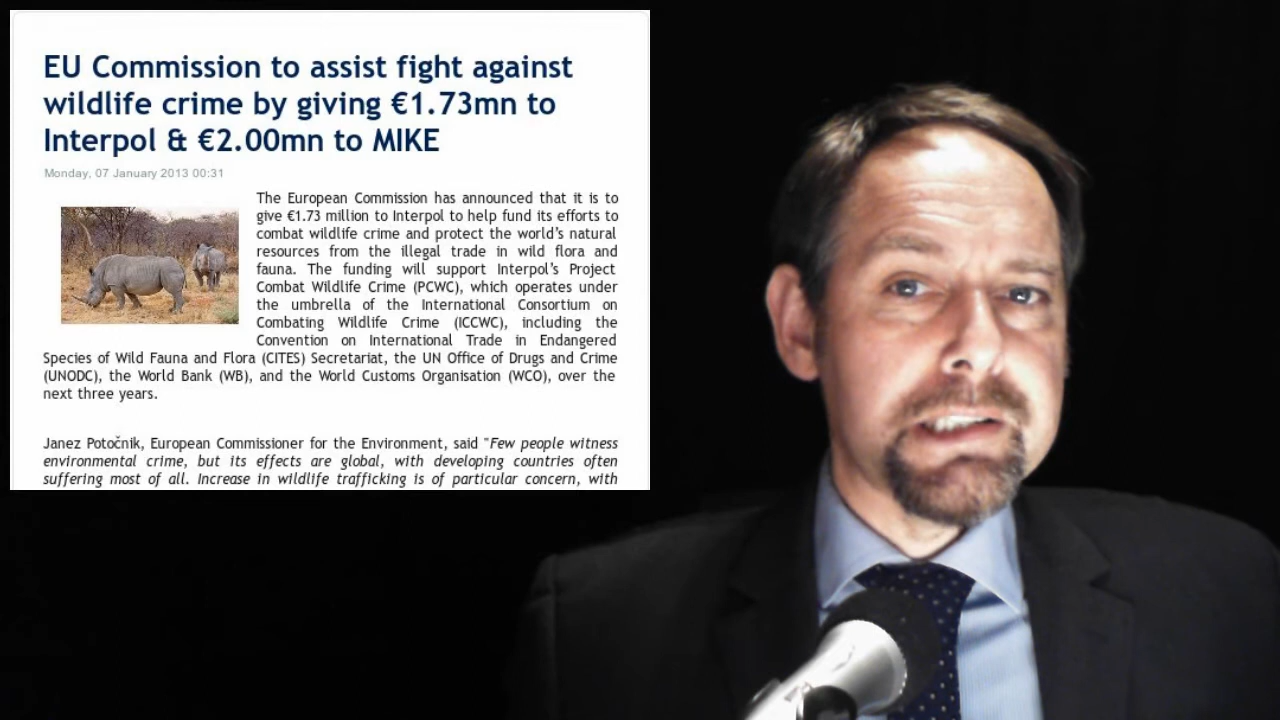 EU Commission to assist fight against
wildlife crime by giving €1.73mn to
Interpol & €2.00mn to MIKE
Monday, 07 January 2013 00:31
The European Commission has announced that it is to
give €1.73 million to Interpol to help fund its efforts to
combat wildlife crime and protect the world's natural
resources from the illegal trade in wild flora and
fauna. The funding will support Interpol's Project
Combat Wildlife Crime (PCWC), which operates under
the umbrella of the International Consortium on
Combating Wildlife Crime (ICCWC), including the
Convention on International Trade in Endangered
Species of Wild Fauna and Flora (CITES) Secretariat, the UN Office of Drugs and Crime
(UNODC), the World Bank (WB), and the World Customs Organisation (WCO), over the
next three years.
Janez Potočnik, European Commissioner for the Environment, said "Few people witness
environmental crime, but its effects are global, with developing countries often
suffering most of all. Increase in wildlife trafficking is of particular concern, with